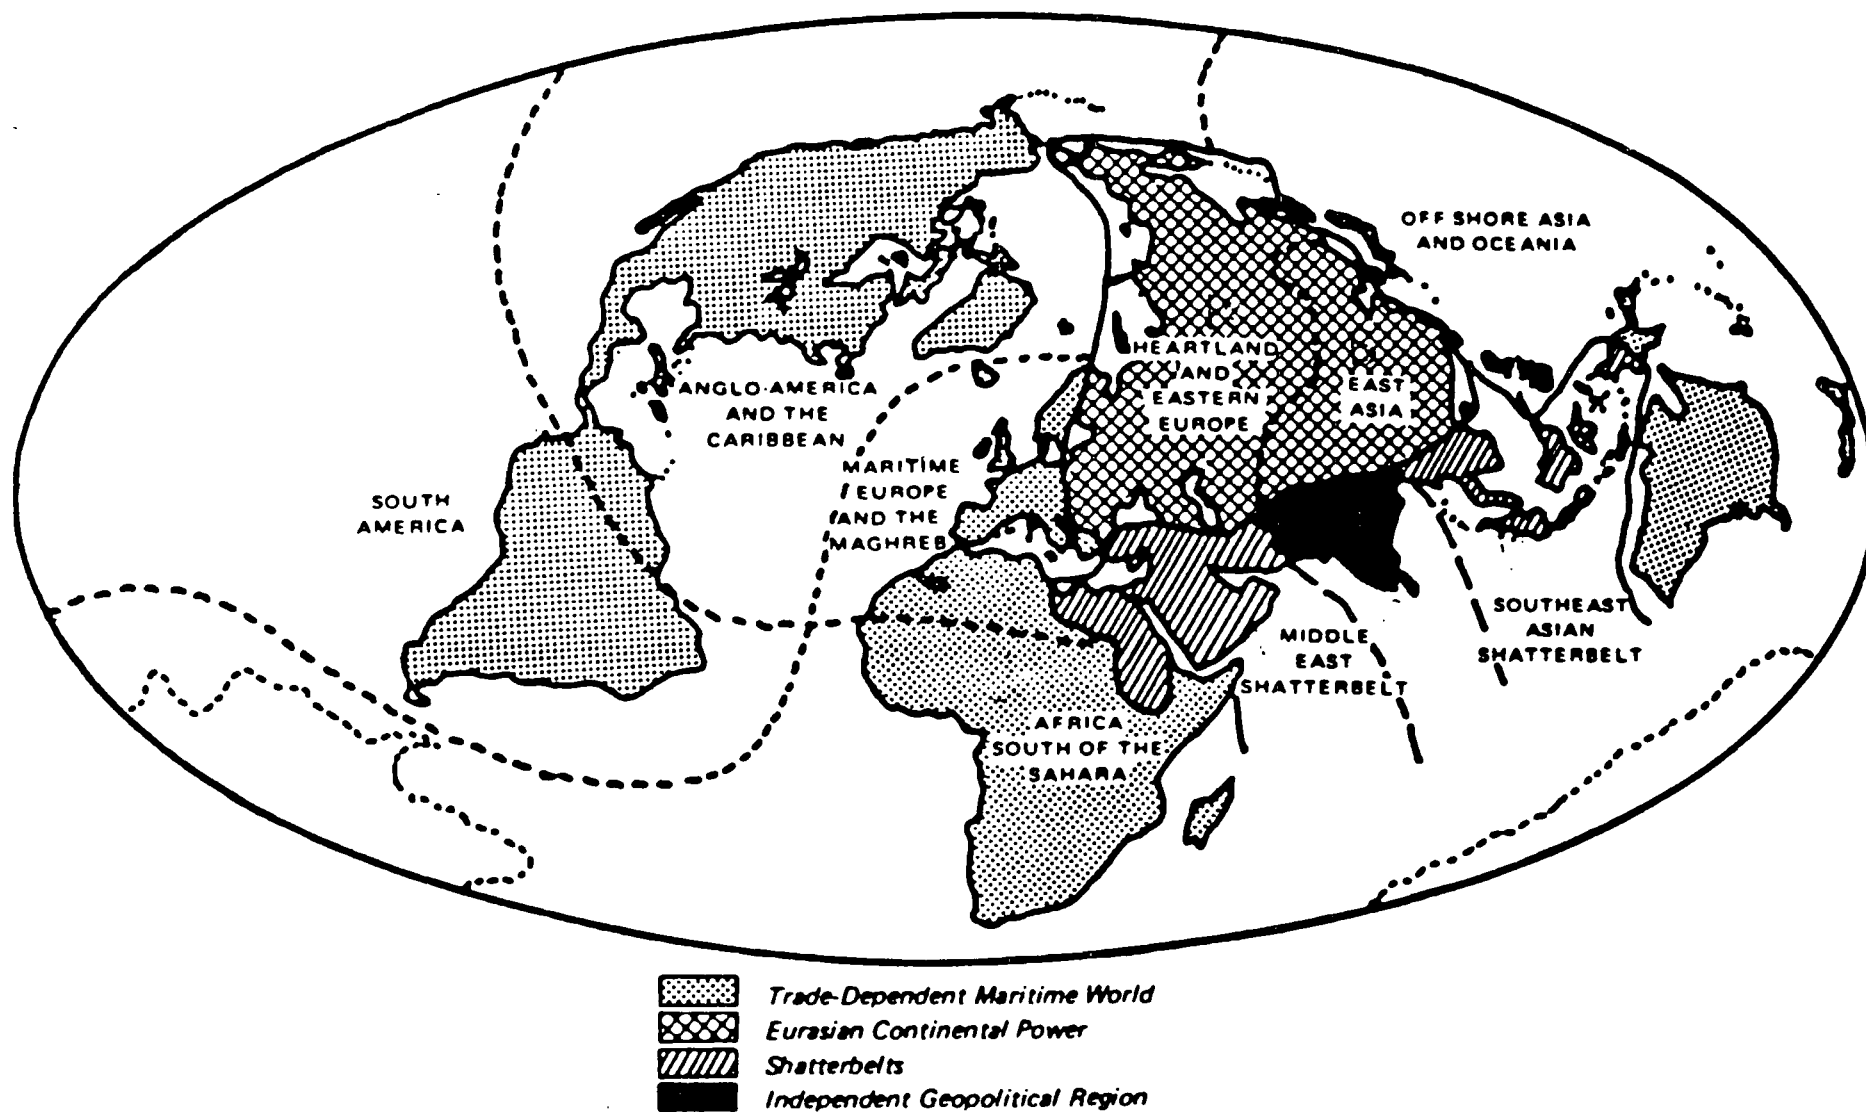 OFF SHORE ASIA
AND OCEANIA
HEARTLAND
AND
EASTERN
EUROPE
EAST
ASIA
ANGLO-AMERICA
AND THE
CARIBBEAN
MARITIME
EUROPE
AND THE
MAGHREB
SOUTH
AMERICA
SOUTHEAST
ASIAN
SHATTERBELT
MIDDLE
EAST
SHATTERBELT
AFRICA
SOUTH OF THE
SAHARA
Trade-Dependent Maritime World
Eurasian Continental Power
Shatterbelts
Independent Geopolitical Region